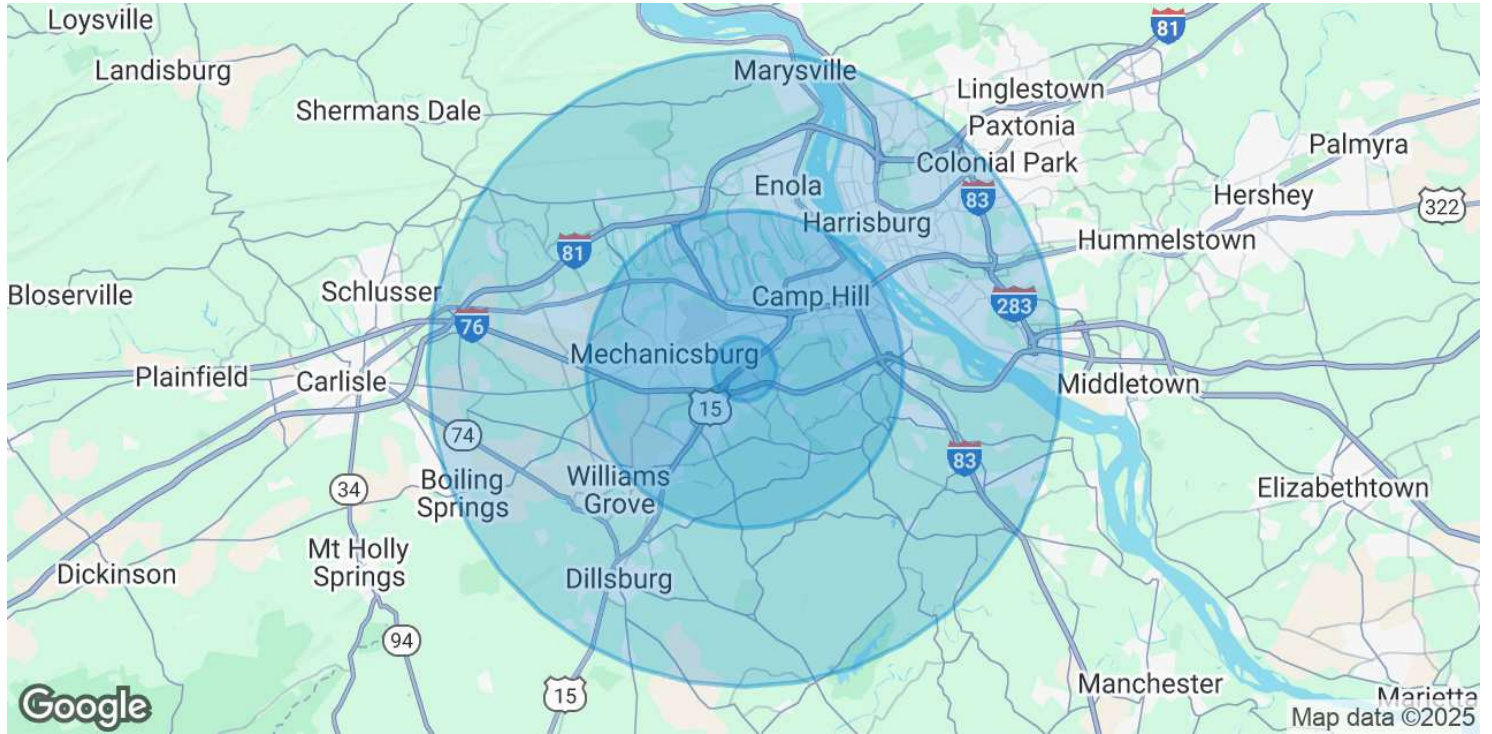 Loysville
81
Landisburg
Marysville
Linglestown
Shermans Dale
Paxtonia
Palmyra
Colonial Park
Enola
83
Hershey
322
Harrisburg
Hummelstown
81
Bloserville
Schlusser
Camp Hill
283
76
Mechanicsburg
Plainfield
Carlisle
Middletown
15
74
83
Boiling
Springs
Williams
Grove
34
Elizabethtown
Mt Holly
Springs
Dickinson
Dillsburg
94
15
Manchester
Marietta
Google
Map data ©2025